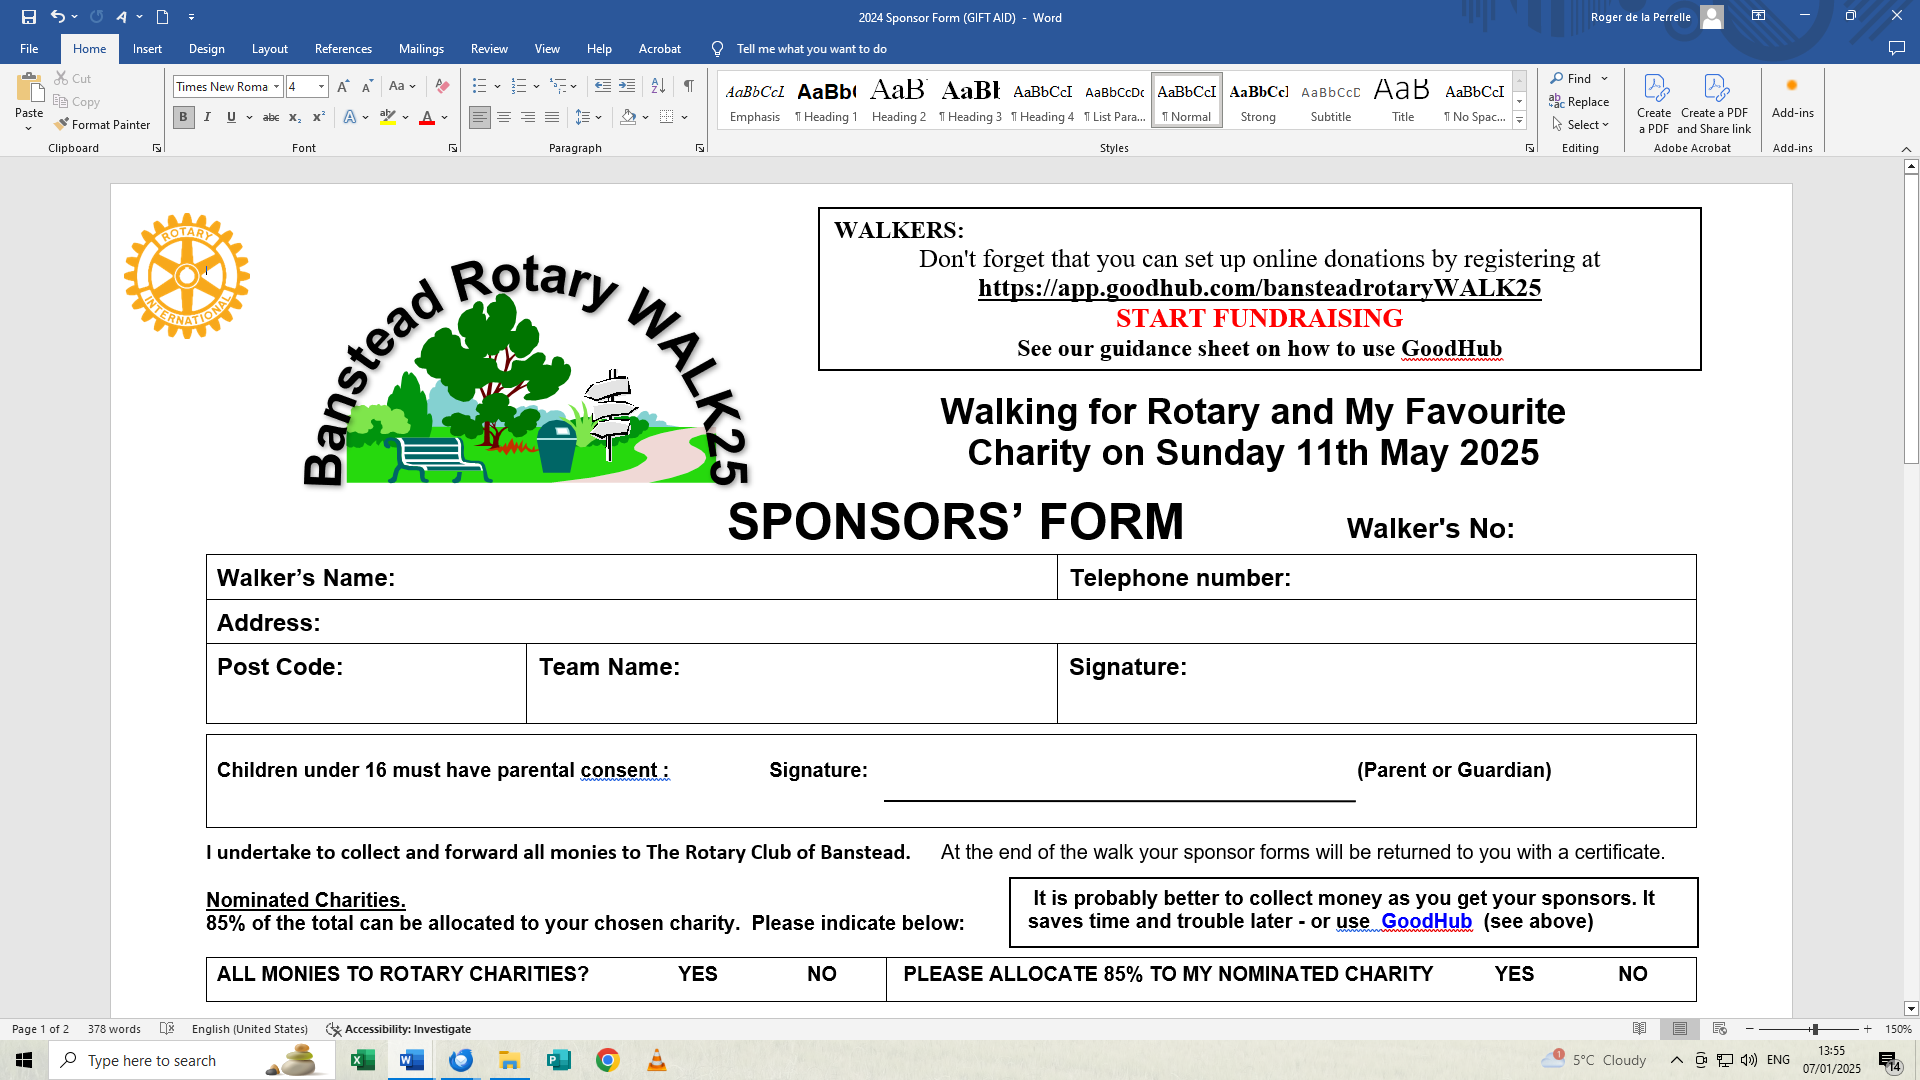 2024 Sponsor Form (GIFT AID) - Word
Roger de la Perrelle
File Home Insert Design Layout References Mailings Review View Help Acrobat Tell me what you want to do
Cut
Copy
Format Painter
Paste
Clipboard
Times New Roma 4
Font
Paragraph
AaBbCcI AaBb( AaB AaBl AaBbCcI AaBbCcDc AaBbCcI AaBbCcl AaBbCcD AaB AaBbCcI
Emphasis ¶ Heading 1 Heading 2 ¶ Heading 3 ¶ Heading 4 ¶ List Para... ¶ Normal Strong Subtitle Title ¶ No Spac...
Styles
Find
Replace
Select
Editing
Create a PDF
Create a PDF and Share link
Adobe Acrobat
Add-ins
Add-ins
ROTARY
INTERNATIONAL
Banstead Rotary WALK25
WALKERS:
Don't forget that you can set up online donations by registering at
https://app.goodhub.com/bansteadrotaryWALK25
START FUNDRAISING
See our guidance sheet on how to use GoodHub
Walking for Rotary and My Favourite
Charity on Sunday 11th May 2025
SPONSORS’ FORM
Walker's No:
Walker’s Name:
Telephone number:
Address:
Post Code:
Team Name:
Signature:
Children under 16 must have parental consent :
Signature:
(Parent or Guardian)
I undertake to collect and forward all monies to The Rotary Club of Banstead.
At the end of the walk your sponsor forms will be returned to you with a certificate.
Nominated Charities.
85% of the total can be allocated to your chosen charity. Please indicate below:
It is probably better to collect money as you get your sponsors. It
saves time and trouble later - or use GoodHub (see above)
ALL MONIES TO ROTARY CHARITIES? YES NO
PLEASE ALLOCATE 85% TO MY NOMINATED CHARITY YES NO
Page 1 of 2 378 words English (United States) Accessibility: Investigate
150%
Type here to search
1
5°C Cloudy
ENG
13:55
07/01/2025
14